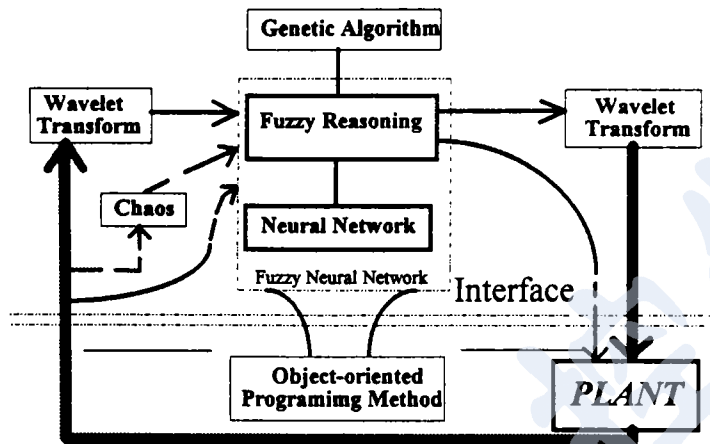 Genetic Algorithm
Wavelet
Transform
Fuzzy Reasoning
Wavelet
Transform
Chaos
Neural Network
Fuzzy Neural Network
Interface
Object-oriented
Programimg Method
PLANT